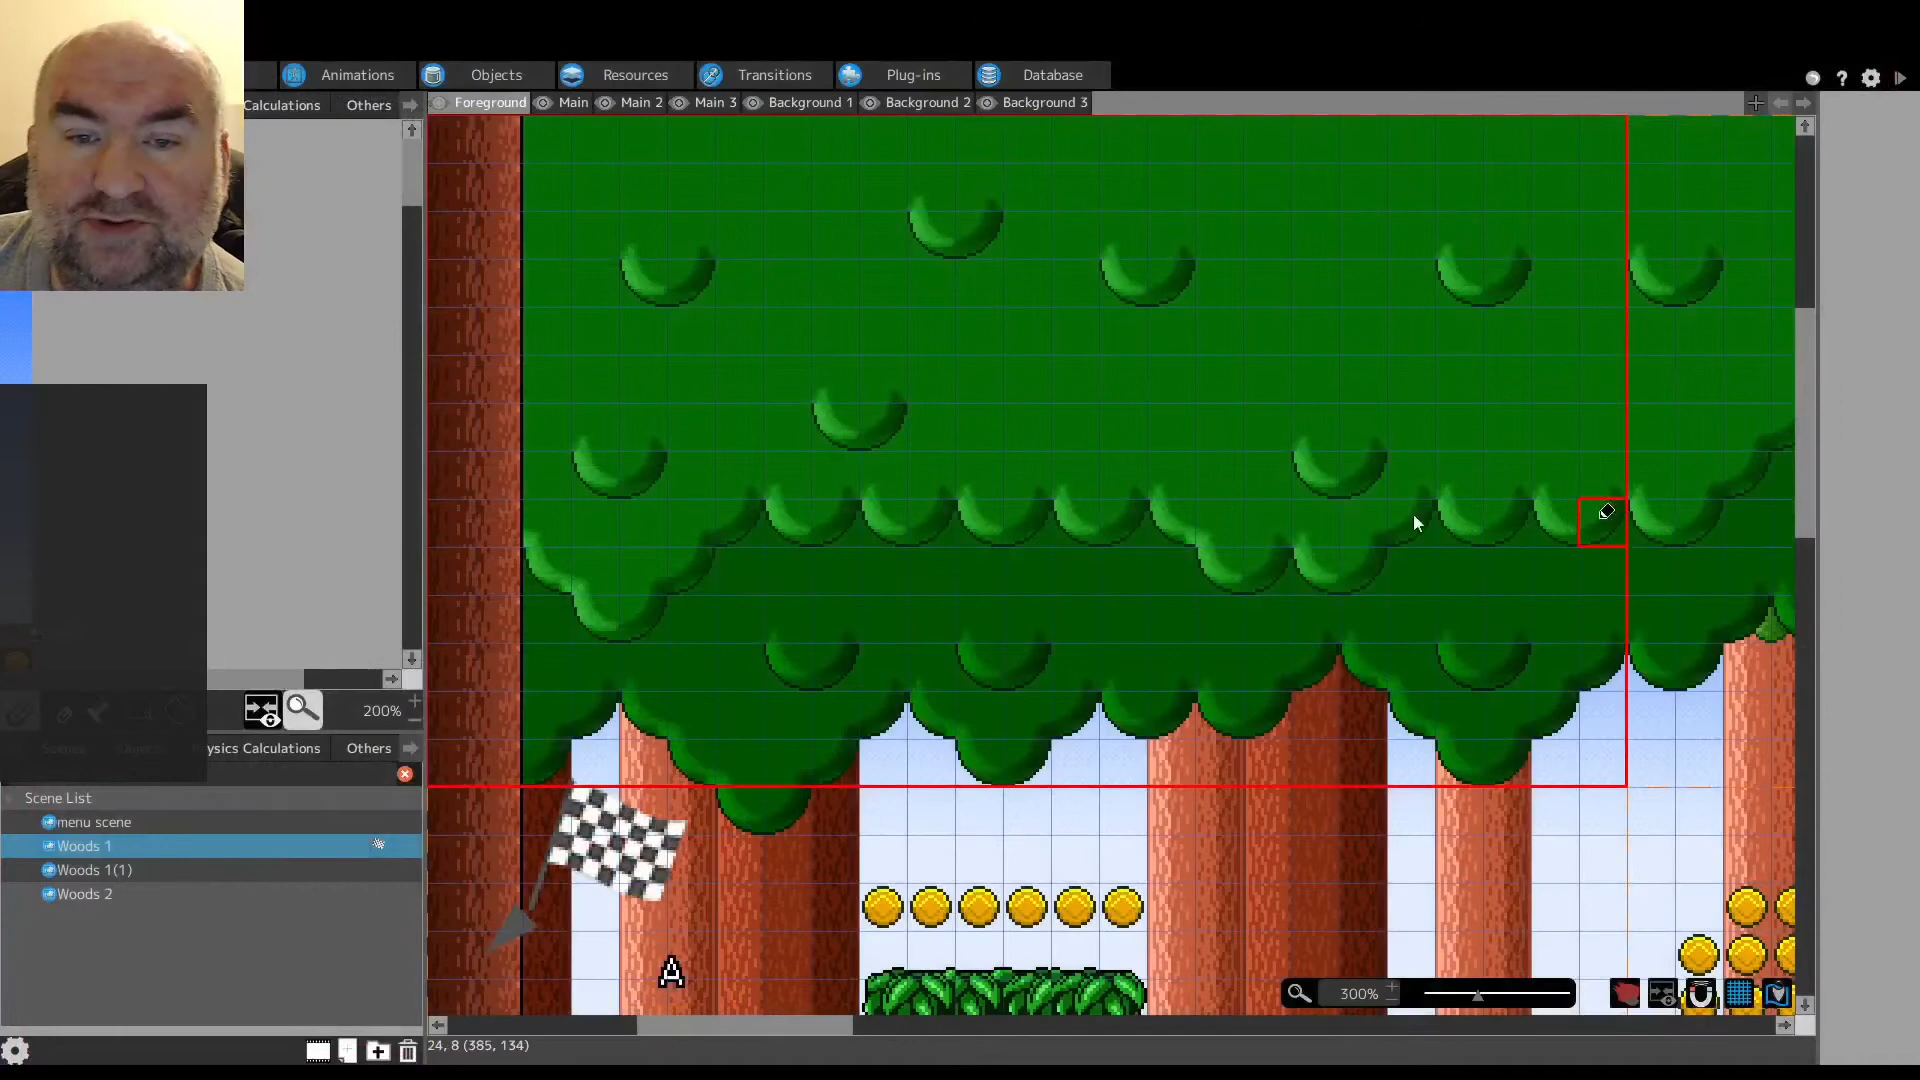 Animations Objects Resources Transitions Plug-ins Database
Calculations Others
Foreground Main Main 2 Main 3 Background 1 Background 2 Background 3
200%
ysics Calculations Others
Scene List
menu scene
Woods 1
Woods 1(1)
Woods 2
A
300%
24, 8 (385, 134)